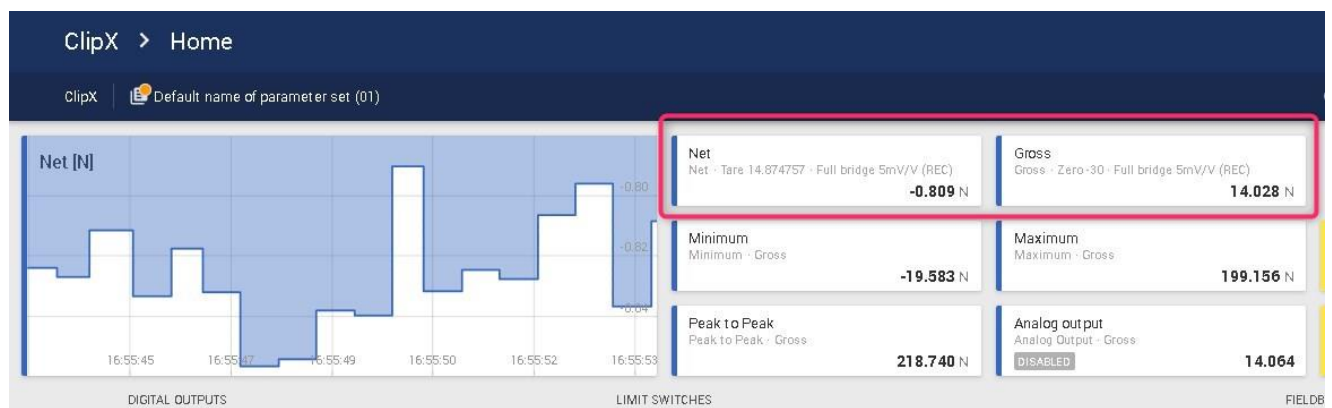 ClipX > Home
ClipX Default name of parameter set (01)
Net [N]
-0.80
-0.82
16:55:45 16:55:47 16:55:49 16:55:50 16:55:52 16:55:53
Net
Net · Tare 14.874757 · Full bridge 5mV/V (REC)
-0.809 N
Gross
Gross · Zero -30 · Full bridge 5mV/V (REC)
14.028 N
Minimum
Minimum · Gross
-19.583 N
Maximum
Maximum · Gross
199.156 N
Peak to Peak
Peak to Peak · Gross
218.740 N
Analog output
Analog Output · Gross
DISABLED 14.064
DIGITAL OUTPUTS LIMIT SWITCHES FIELDB